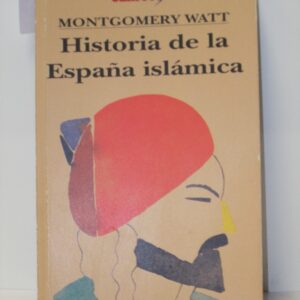 MONTGOMERY WATT
Historia de la
España islámica